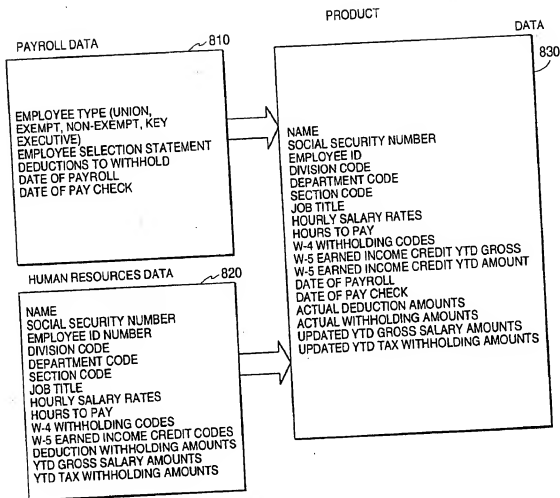 PRODUCT
PAYROLL DATA
810
EMPLOYEE TYPE (UNION,
EXEMPT, NON-EXEMPT, KEY
EXECUTIVE)
EMPLOYEE SELECTION STATEMENT
DEDUCTIONS TO WITHHOLD
DATE OF PAYROLL
DATE OF PAY CHECK
HUMAN RESOURCES DATA
820
NAME
SOCIAL SECURITY NUMBER
EMPLOYEE ID NUMBER
DIVISION CODE
DEPARTMENT CODE
SECTION CODE
JOB TITLE
HOURLY SALARY RATES
HOURS TO PAY
W-4 WITHHOLDING CODES
W-5 EARNED INCOME CREDIT CODES
DEDUCTION WITHHOLDING AMOUNTS
YTD GROSS SALARY AMOUNTS
YTD TAX WITHHOLDING AMOUNTS
DATA
830
NAME
SOCIAL SECURITY NUMBER
EMPLOYEE ID
DIVISION CODE
DEPARTMENT CODE
SECTION CODE
JOB TITLE
HOURLY SALARY RATES
HOURS TO PAY
W-4 WITHHOLDING CODES
W-5 EARNED INCOME CREDIT YTD GROSS
W-5 EARNED INCOME CREDIT YTD AMOUNT
DATE OF PAYROLL
DATE OF PAY CHECK
ACTUAL DEDUCTION AMOUNTS
ACTUAL WITHHOLDING AMOUNTS
UPDATED YTD GROSS SALARY AMOUNTS
UPDATED YTD TAX WITHHOLDING AMOUNTS